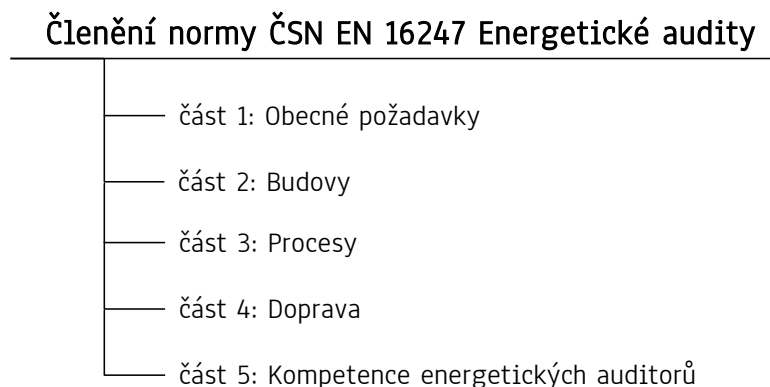 Členění normy ČSN EN 16247 Energetické audity
část 1: Obecné požadavky
část 2: Budovy
část 3: Procesy
část 4: Doprava
část 5: Kompetence energetických auditorů